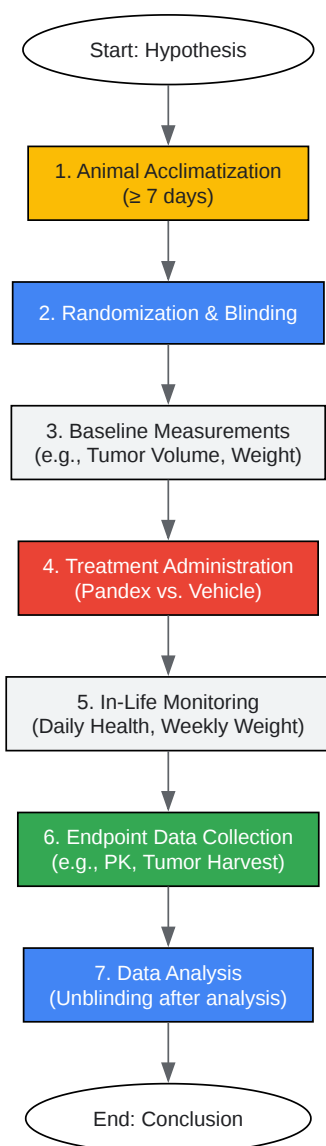 Start: Hypothesis
1. Animal Acclimatization
(≥ 7 days)
2. Randomization & Blinding
3. Baseline Measurements
(e.g., Tumor Volume, Weight)
4. Treatment Administration
(Pandex vs. Vehicle)
5. In-Life Monitoring
(Daily Health, Weekly Weight)
6. Endpoint Data Collection
(e.g., PK, Tumor Harvest)
7. Data Analysis
(Unblinding after analysis)
End: Conclusion